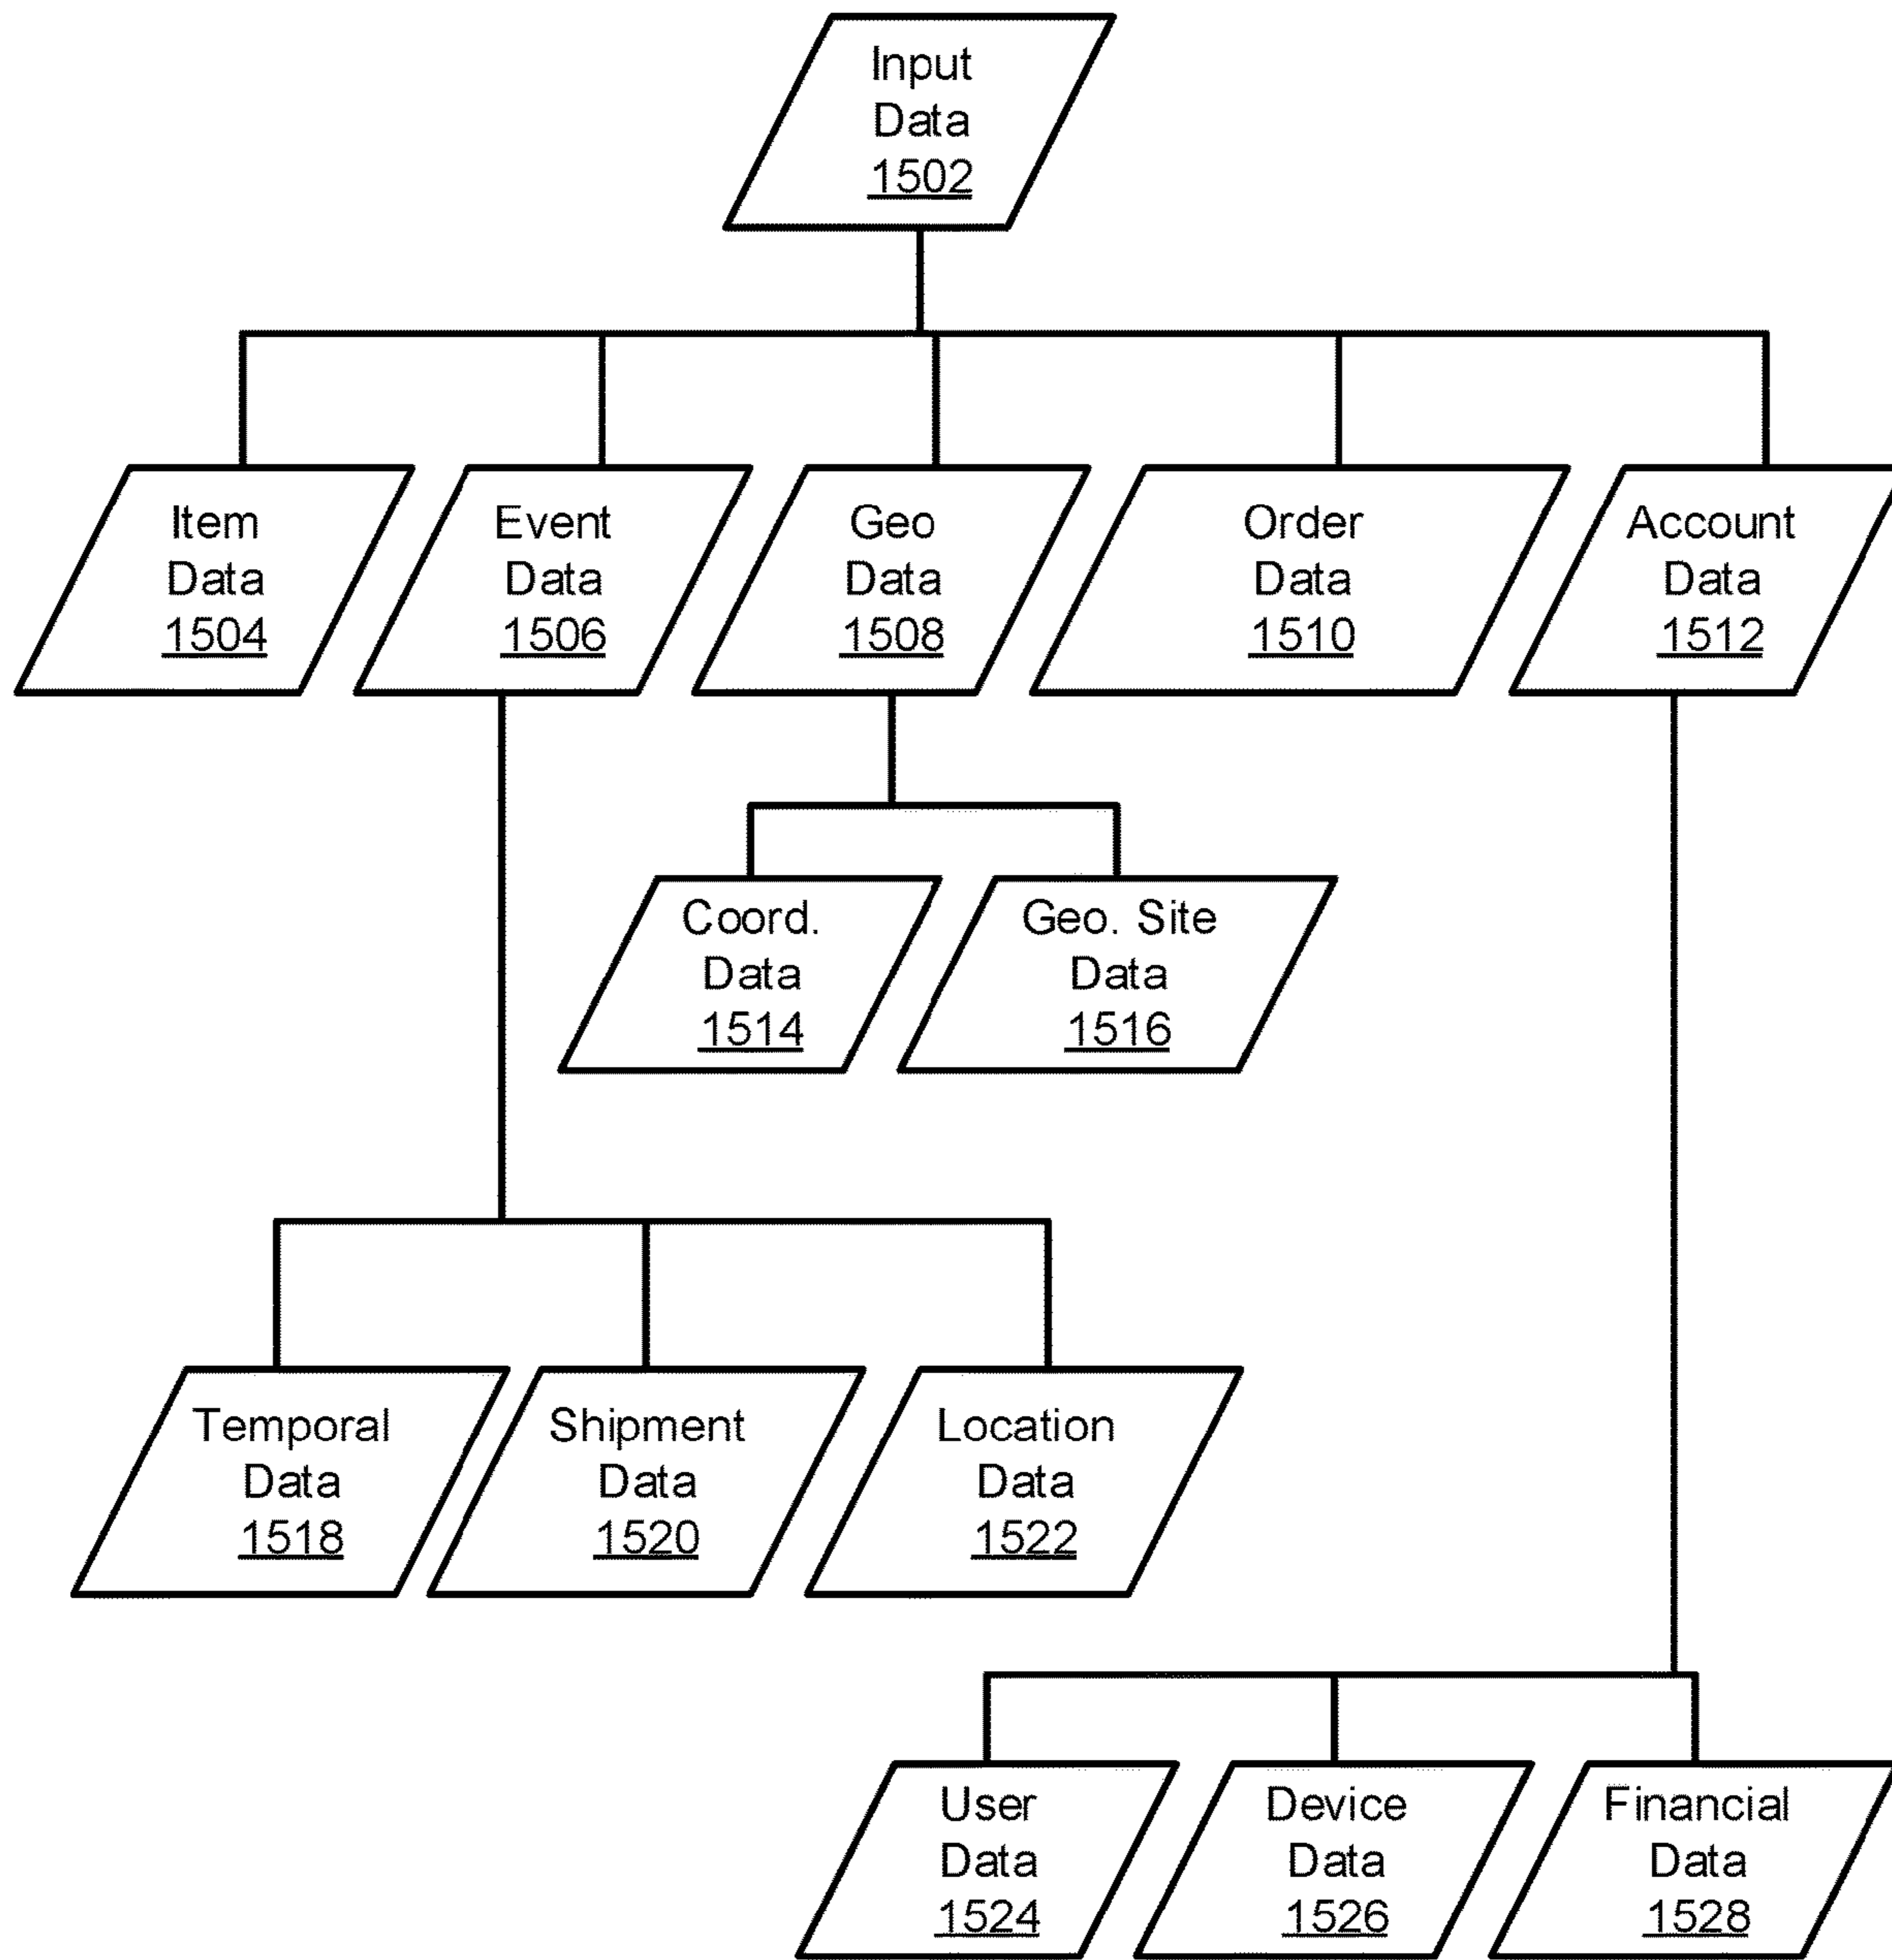 Input
Data
1502
Item
Data
1504
Event
Data
1506
Geo
Data
1508
Order
Data
1510
Account
Data
1512
Coord.
Data
1514
Geo. Site
Data
1516
Temporal
Data
1518
Shipment
Data
1520
Location
Data
1522
User
Data
1524
Device
Data
1526
Financial
Data
1528